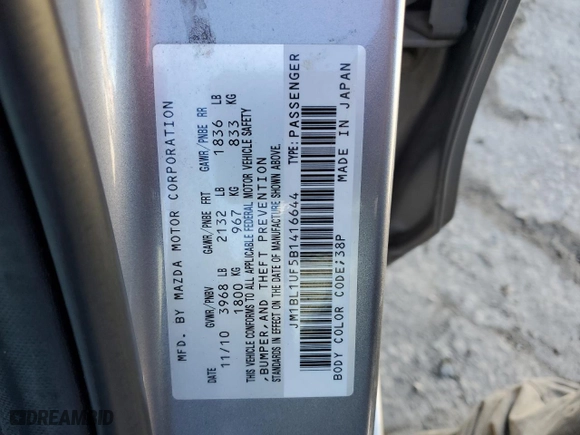 MFD. BY MAZDA MOTOR CORPORATION
DATE GVWR/PNBV GAWR/PNBE FRT GAWR/PNBE RR
11/10 3968 LB 2132 LB 1836 LB
1800 KG 967 KG 833 KG
THIS VEHICLE CONFORMS TO ALL APPLICABLE FEDERAL MOTOR VEHICLE SAFETY
,BUMPER,AND THEFT PREVENTION
STANDARDS IN EFFECT ON THE DATE OF MANUFACTURE SHOWN ABOVE.
JM1BL1UF5B1416644 TYPE: PASSENGER
BODY COLOR CODE;38P MADE IN JAPAN
DREAMBID